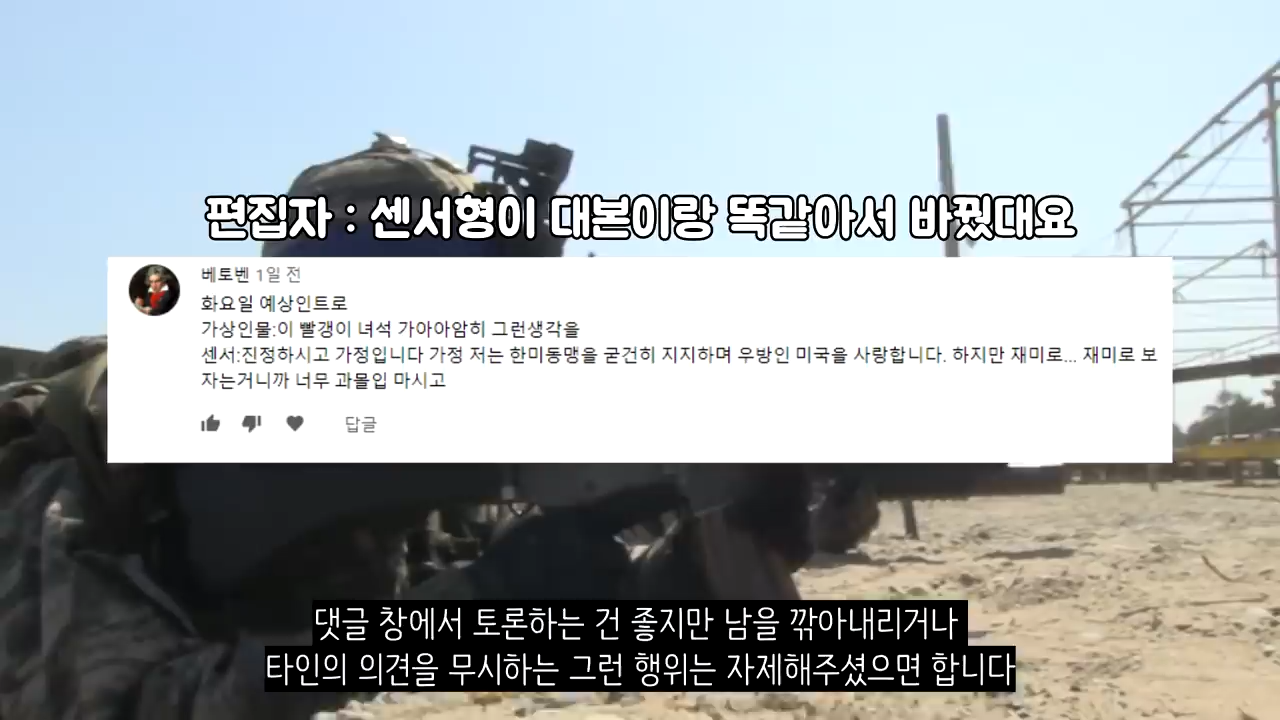 편집자 : 센서형이 대본이랑 똑같아서 바꿨대요
베토벤 1일 전
화요일 예상인트로
가상인물:이 빨갱이 녀석 가아아암히 그런생각을
센서:진정하시고 가정입니다 가정 저는 한미동맹을 굳건히 지지하며 우방인 미국을 사랑합니다. 하지만 재미로... 재미로 보
자는거니까 너무 과몰입 마시고
답글
댓글 창에서 토론하는 건 좋지만 남을 깎아내리거나
타인의 의견을 무시하는 그런 행위는 자제해주셨으면 합니다